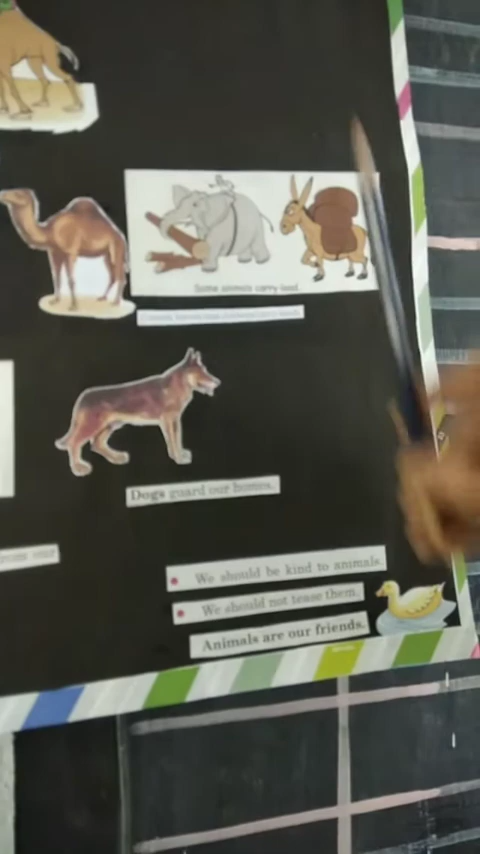 Some animals carry load.
Dogs guard our homes.
We should be kind to animals.
We should not tease them.
Animals are our friends.